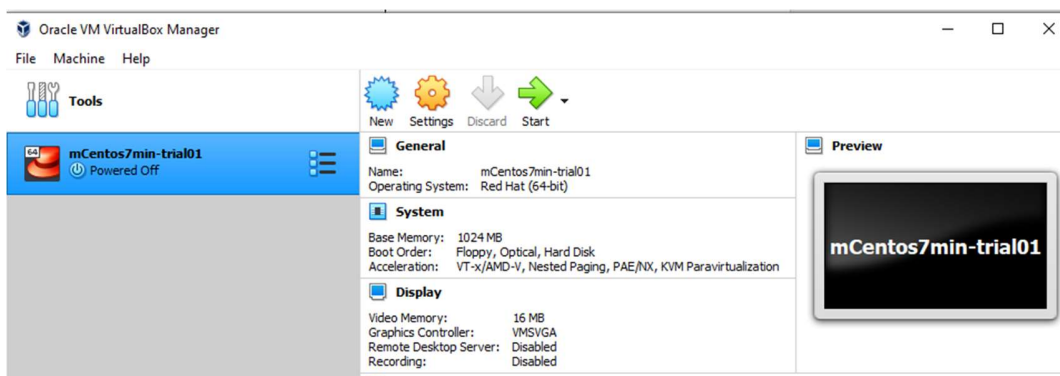 Oracle VM VirtualBox Manager
File Machine Help
Tools
New Settings Discard Start
64
mCentos7min-trial01
Powered Off
General
Name: mCentos7min-trial01
Operating System: Red Hat (64-bit)
System
Base Memory: 1024 MB
Boot Order: Floppy, Optical, Hard Disk
Acceleration: VT-x/AMD-V, Nested Paging, PAE/NX, KVM Paravirtualization
Display
Video Memory: 16 MB
Graphics Controller: VMSVGA
Remote Desktop Server: Disabled
Recording: Disabled
Preview
mCentos7min-trial01